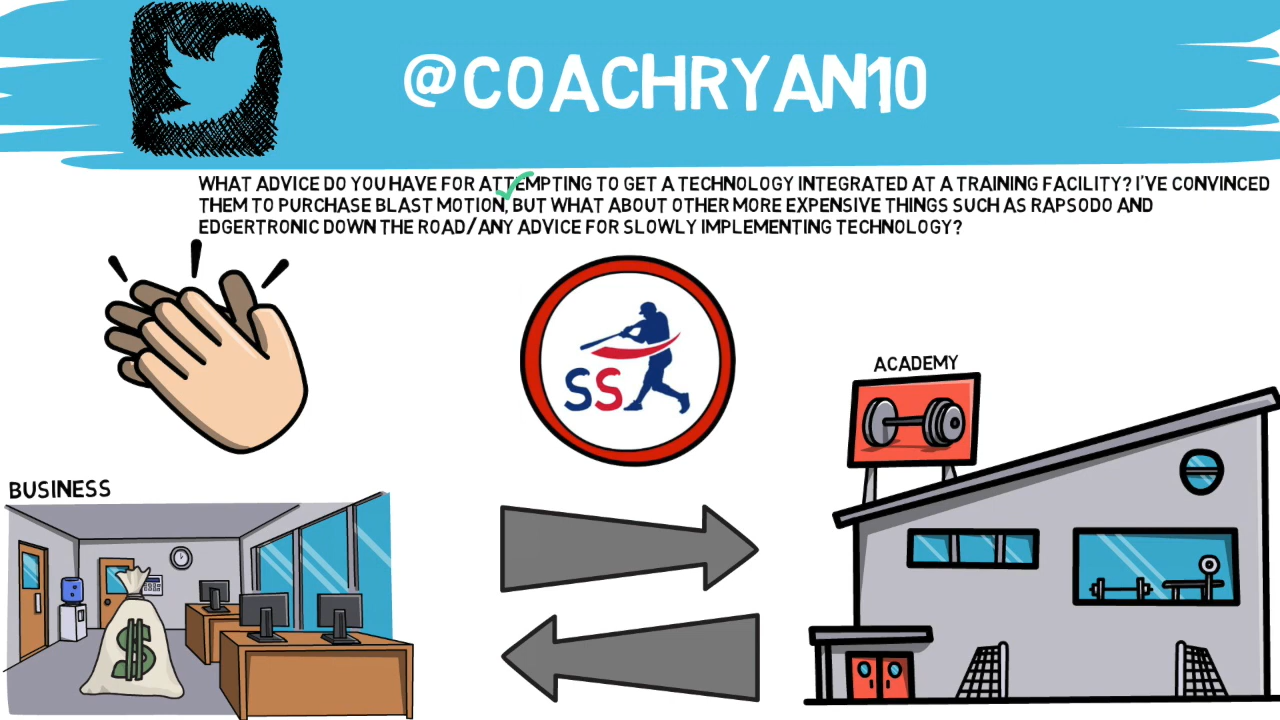 @COACHRYAN10
WHAT ADVICE DO YOU HAVE FOR ATTEMPTING TO GET A TECHNOLOGY INTEGRATED AT A TRAINING FACILITY? I'VE CONVINCED
THEM TO PURCHASE BLAST MOTION, BUT WHAT ABOUT OTHER MORE EXPENSIVE THINGS SUCH AS RAPSODO AND
EDGERTRONIC DOWN THE ROAD/ANY ADVICE FOR SLOWLY IMPLEMENTING TECHNOLOGY?
SS
ACADEMY
BUSINESS
$